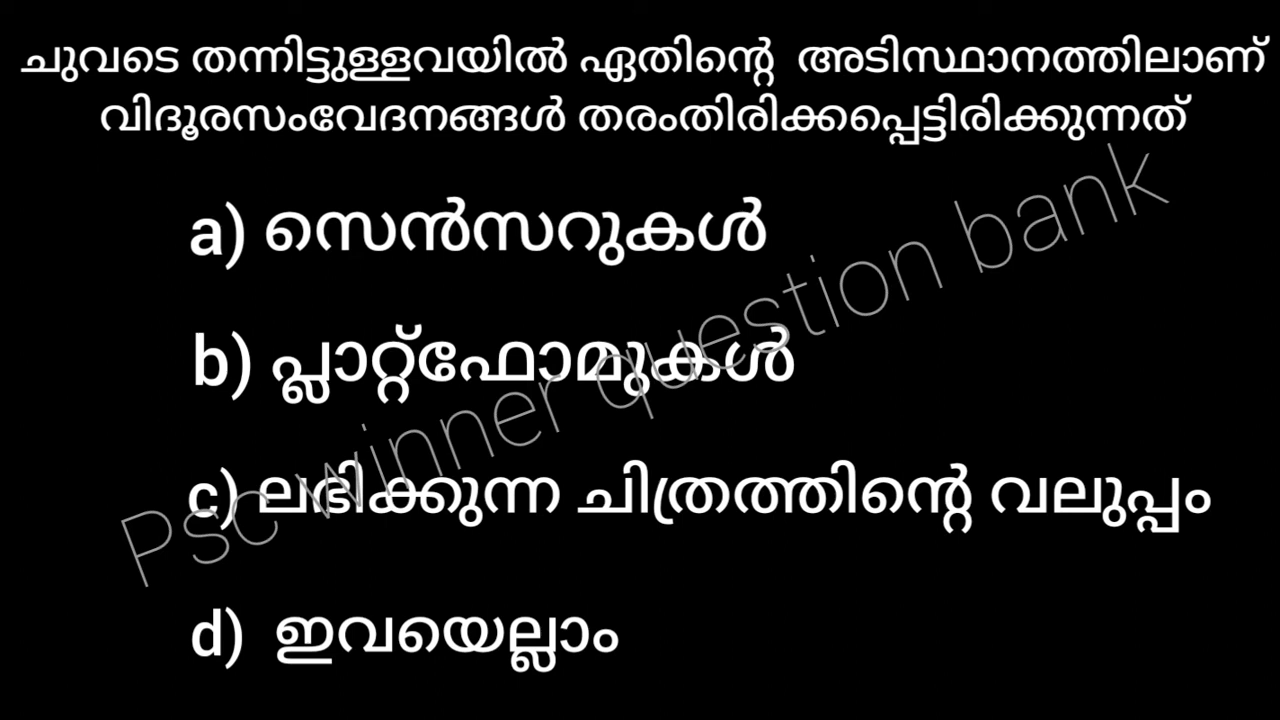 ചുവടെ തന്നിട്ടുള്ളവയിൽ ഏതിന്റെ അടിസ്ഥാനത്തിലാണ്
വിദൂരസംവേദനങ്ങൾ തരംതിരിക്കപ്പെട്ടിരിക്കുന്നത്
a) സെൻസറുകൾ
b) പ്ലാറ്റ്ഫോമുകൾ
c) ലഭിക്കുന്ന ചിത്രത്തിന്റെ വലുപ്പം
d) ഇവയെല്ലാം
Psc winner question bank